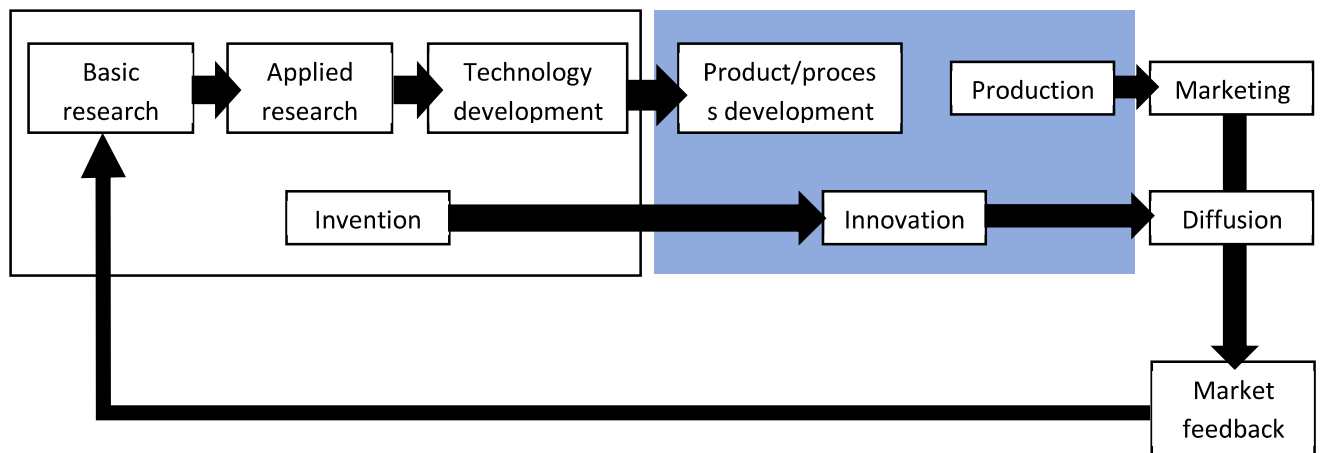 Basic
research
Applied
research
Technology
development
Product/proces
s development
Production
Marketing
Invention
Innovation
Diffusion
Market
feedback